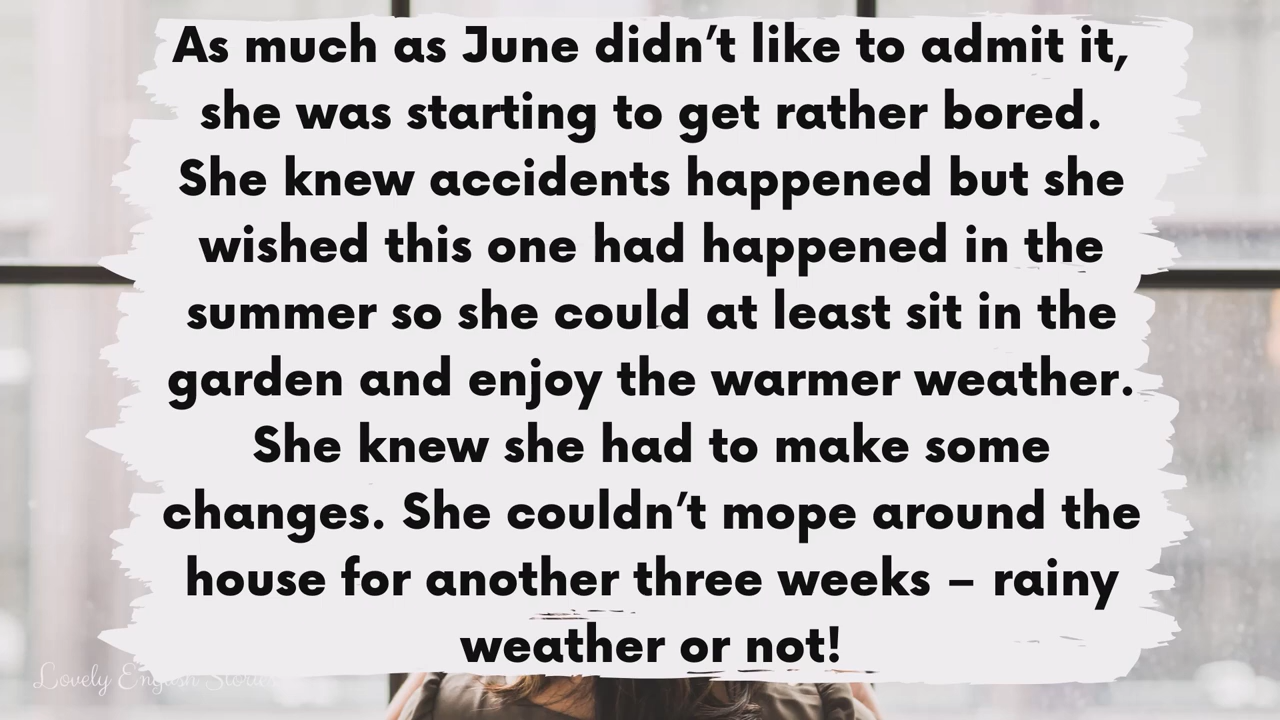 As much as June didn’t like to admit it,
she was starting to get rather bored.
She knew accidents happened but she
wished this one had happened in the
summer so she could at least sit in the
garden and enjoy the warmer weather.
She knew she had to make some
changes. She couldn’t mope around the
house for another three weeks – rainy
weather or not!
Lovely English Stories